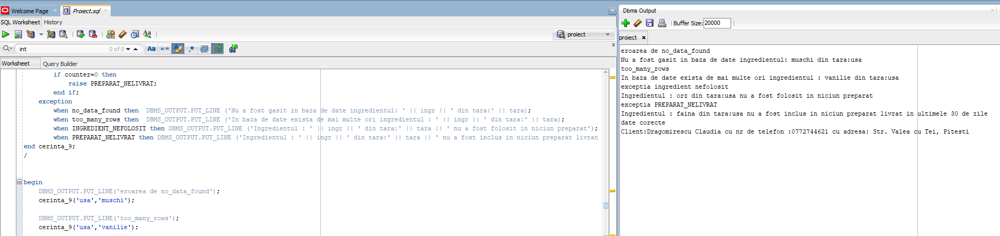 Welcome Page
Proiect.sql
SQL Worksheet History
proiect
int
0 of 0
Aa
Worksheet Query Builder
if counter=0 then
raise PREPARAT_NELIVRAT;
end if;
exception
when no_data_found then DBMS_OUTPUT.PUT_LINE ('Nu a fost gasit in baza de date ingredientul: ' || ingr || ' din tara:' || tara);
when too_many_rows then DBMS_OUTPUT.PUT_LINE ('In baza de date exista de mai multe ori ingredientul : ' || ingr || ' din tara:' || tara);
when INGREDIENT_NEFOLOSIT then DBMS_OUTPUT.PUT_LINE ('Ingredientul : ' || ingr || ' din tara:' || tara || ' nu a fost folosit in niciun preparat');
when PREPARAT_NELIVRAT then DBMS_OUTPUT.PUT_LINE ('Ingredientul : ' || ingr || ' din tara:' || tara || ' nu a fost inclus in niciun preparat livrat
end cerinta_9;
/
begin
DBMS_OUTPUT.PUT_LINE('eroarea de no_data_found');
cerinta_9('usa','muschi');
DBMS_OUTPUT.PUT_LINE('too_many_rows');
cerinta_9('usa','vanilie');
Dbms Output
Buffer Size: 20000
proiect
eroarea de no_data_found
Nu a fost gasit in baza de date ingredientul: muschi din tara:usa
too_many_rows
In baza de date exista de mai multe ori ingredientul : vanilie din tara:usa
exceptia ingredient nefolosit
Ingredientul : orz din tara:usa nu a fost folosit in niciun preparat
exceptia PREPARAT_NELIVRAT
Ingredientul : faina din tara:usa nu a fost inclus in niciun preparat livrat in ultimele 30 de zile
date corecte
Client:Dragomirescu Claudia cu nr de telefon :0772744621 cu adresa: Str. Valea cu Tei, Pitesti